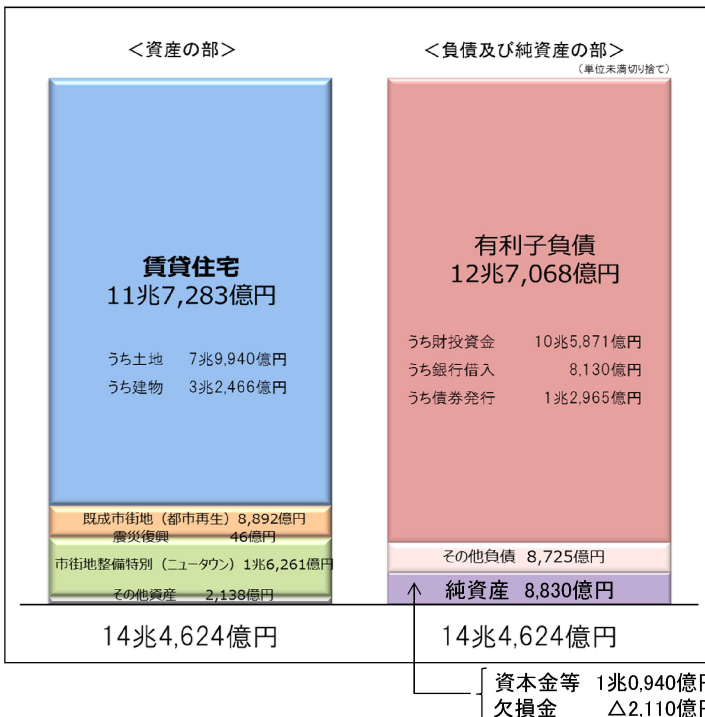 ＜資産の部＞
賃貸住宅
11兆7,283億円
うち土地 7兆9,940億円
うち建物 3兆2,466億円
既成市街地（都市再生）8,892億円
震災復興 46億円
市街地整備特別（ニュータウン）1兆6,261億円
その他資産 2,138億円
14兆4,624億円
＜負債及び純資産の部＞
（単位未満切り捨て）
有利子負債
12兆7,068億円
うち財投資金 10兆5,871億円
うち銀行借入 8,130億円
うち債券発行 1兆2,965億円
その他負債 8,725億円
純資産 8,830億円
14兆4,624億円
資本金等 1兆0,940億円
欠損金 △2,110億円